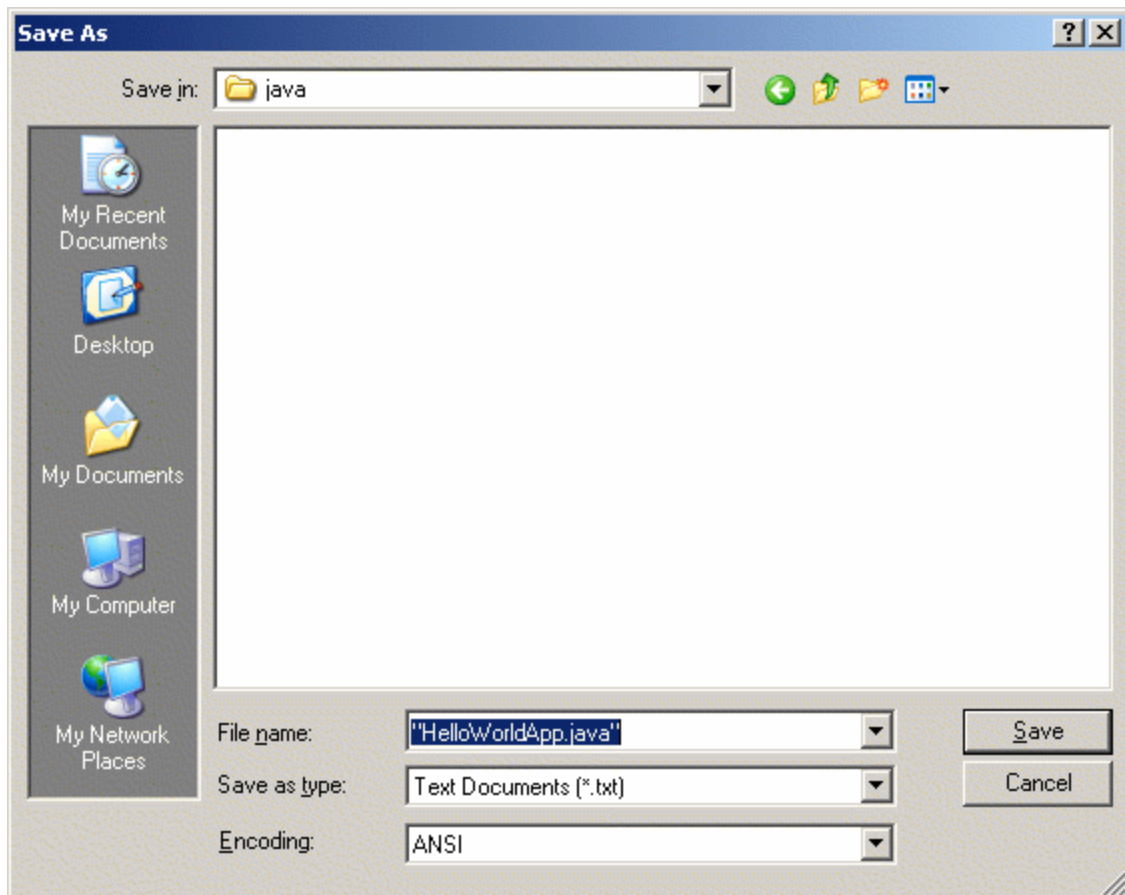 Save As
Save in:
java
My Recent
Documents
Desktop
My Documents
My Computer
My Network
Places
File name:
"HelloWorldApp.java"
Save
Save as type:
Text Documents (*.txt)
Cancel
Encoding:
ANSI